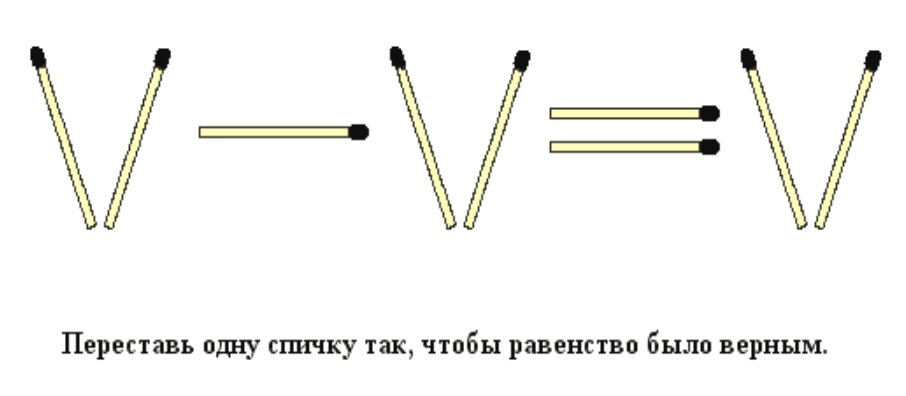 V – V = V
Переставь одну спичку так, чтобы равенство было верным.